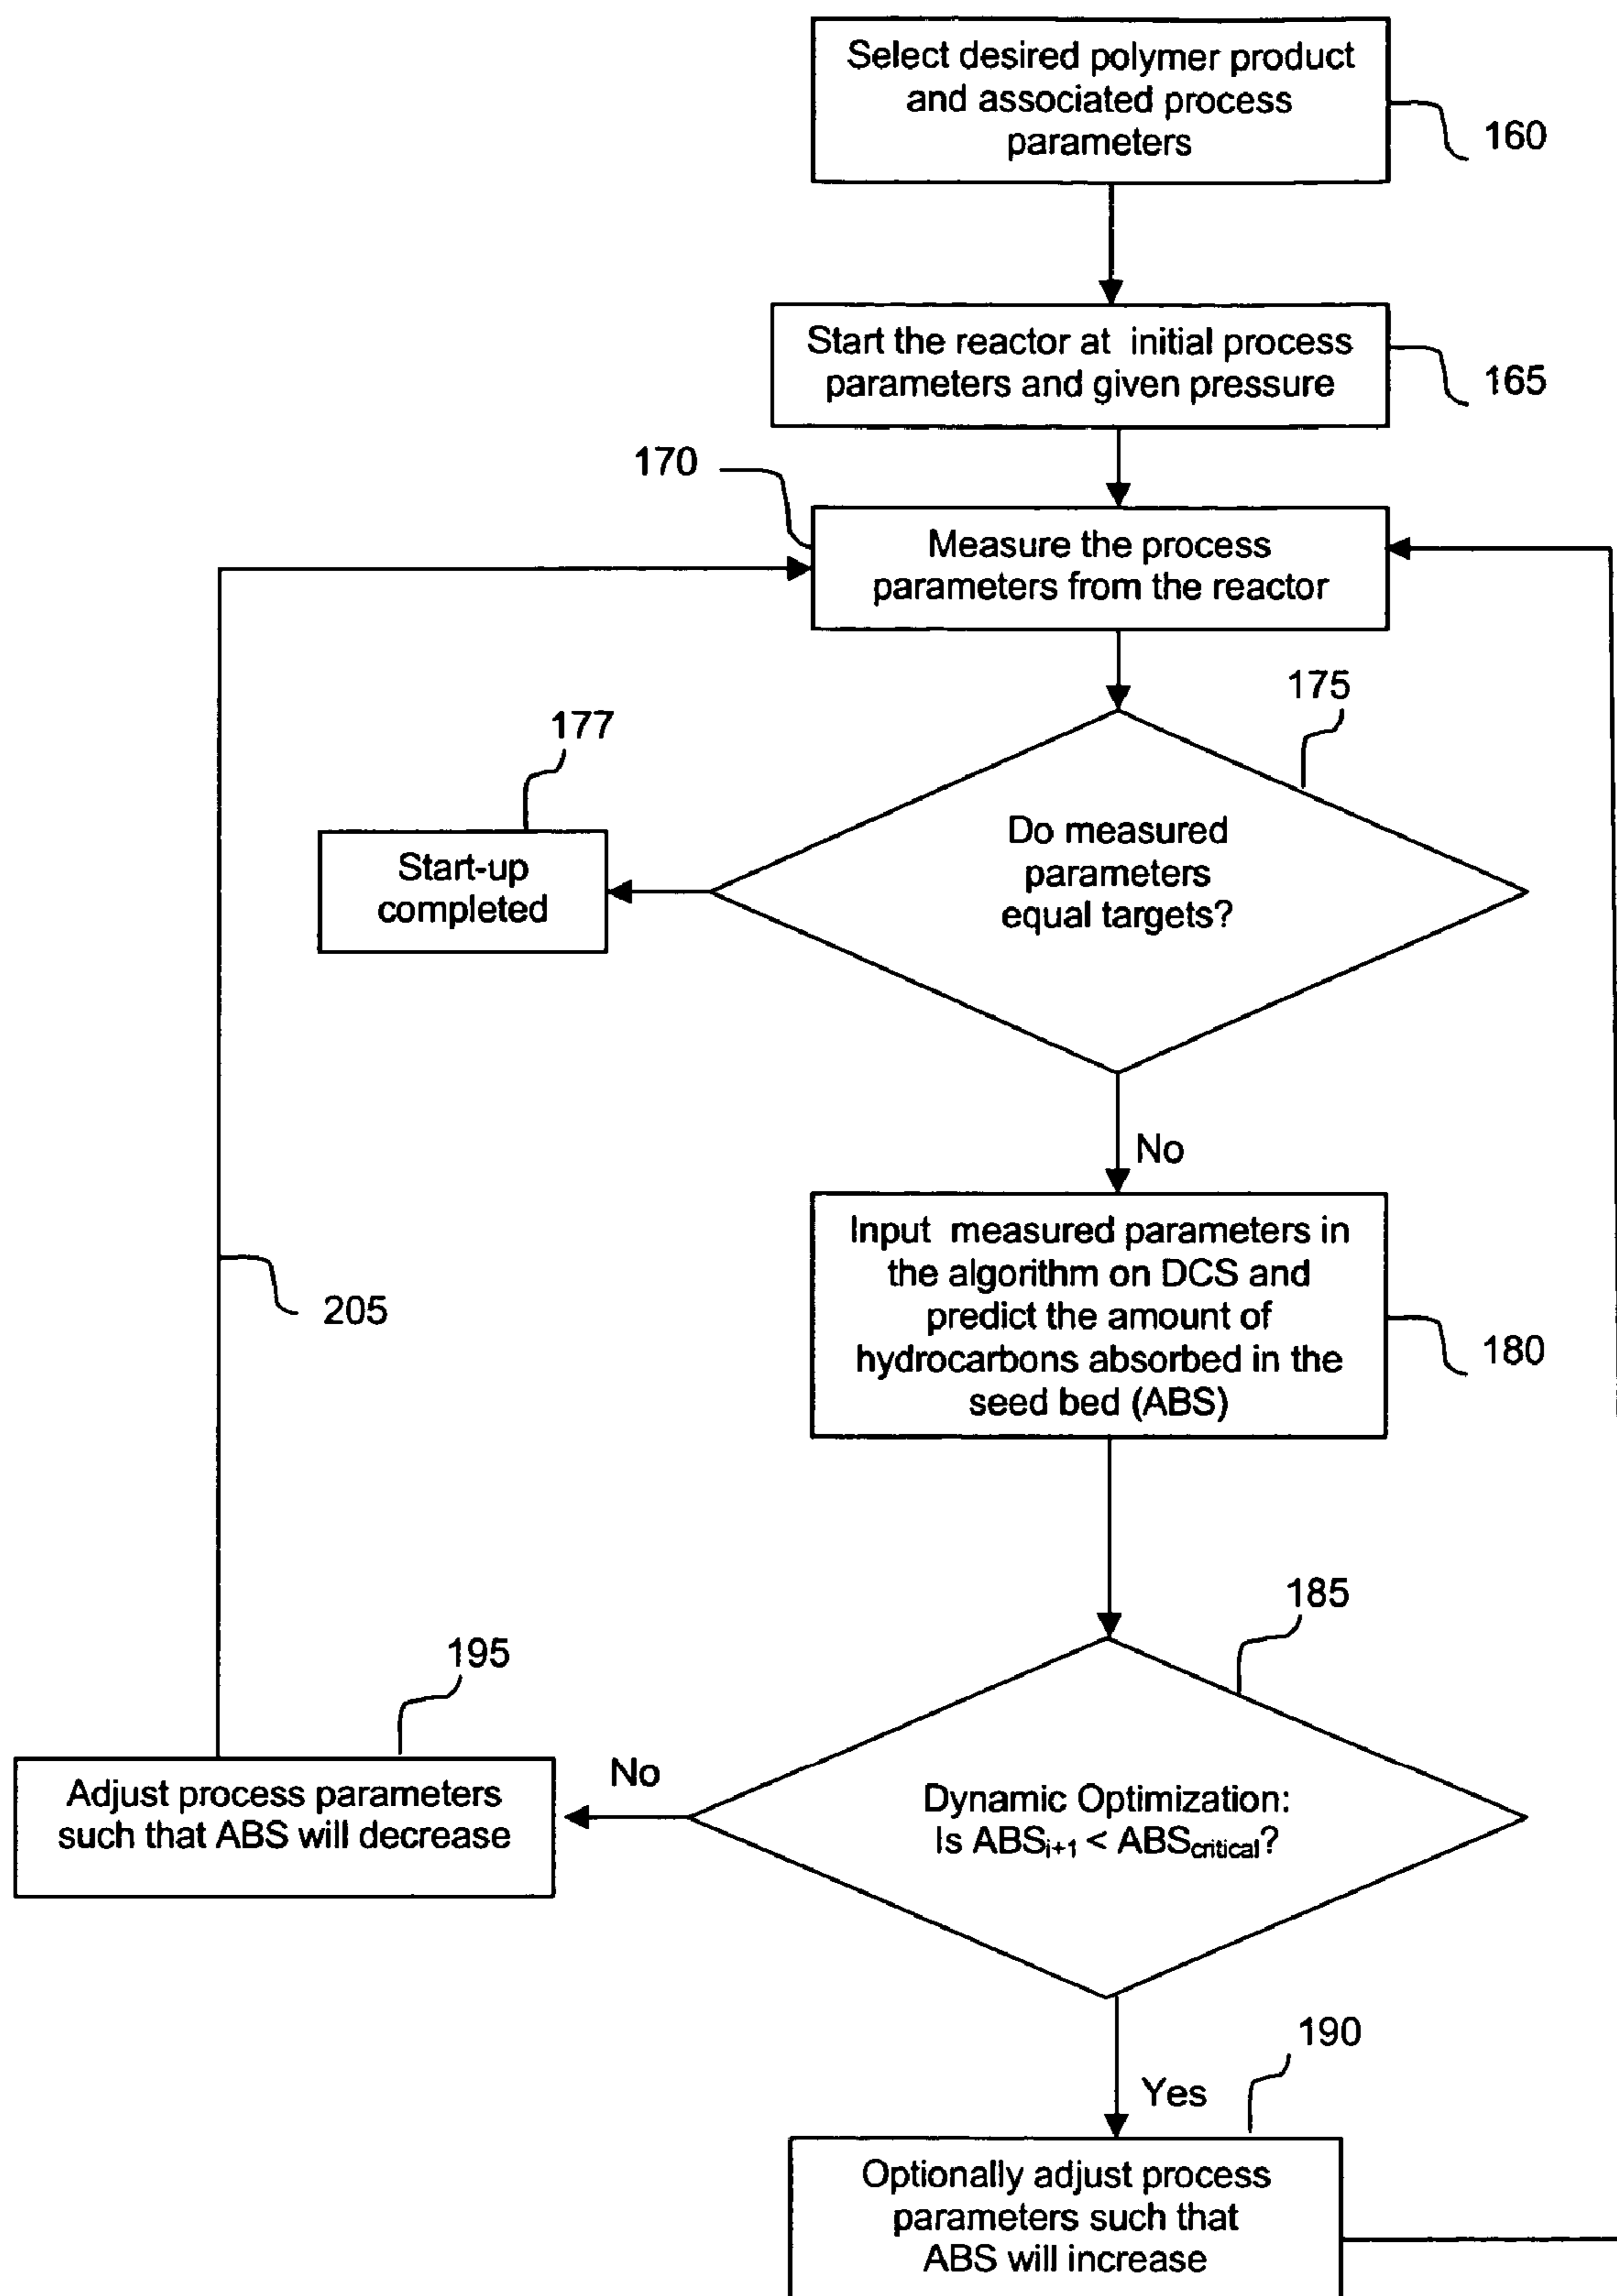 Select desired polymer product
and associated process
parameters
160
Start the reactor at initial process
parameters and given pressure
165
170
Measure the process
parameters from the reactor
175
177
Do measured
parameters
equal targets?
Start-up
completed
No
Input measured parameters in
the algorithm on DCS and
predict the amount of
hydrocarbons absorbed in the
seed bed (ABS)
180
205
185
195
No
Adjust process parameters
such that ABS will decrease
Dynamic Optimization:
Is ABSi+1 < ABScritical?
190
Yes
Optionally adjust process
parameters such that
ABS will increase